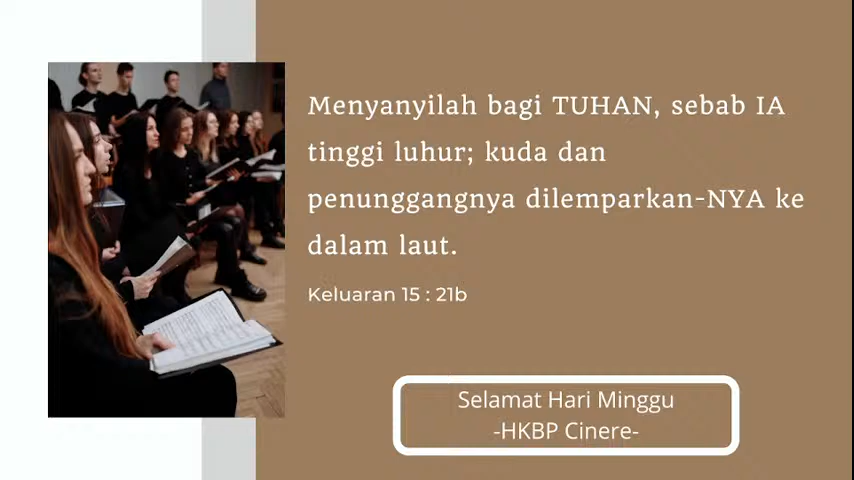 Menyanyilah bagi TUHAN, sebab IA
tinggi luhur; kuda dan
penunggangnya dilemparkan-NYA ke
dalam laut.
Keluaran 15 : 21b
Selamat Hari Minggu
-HKBP Cinere-